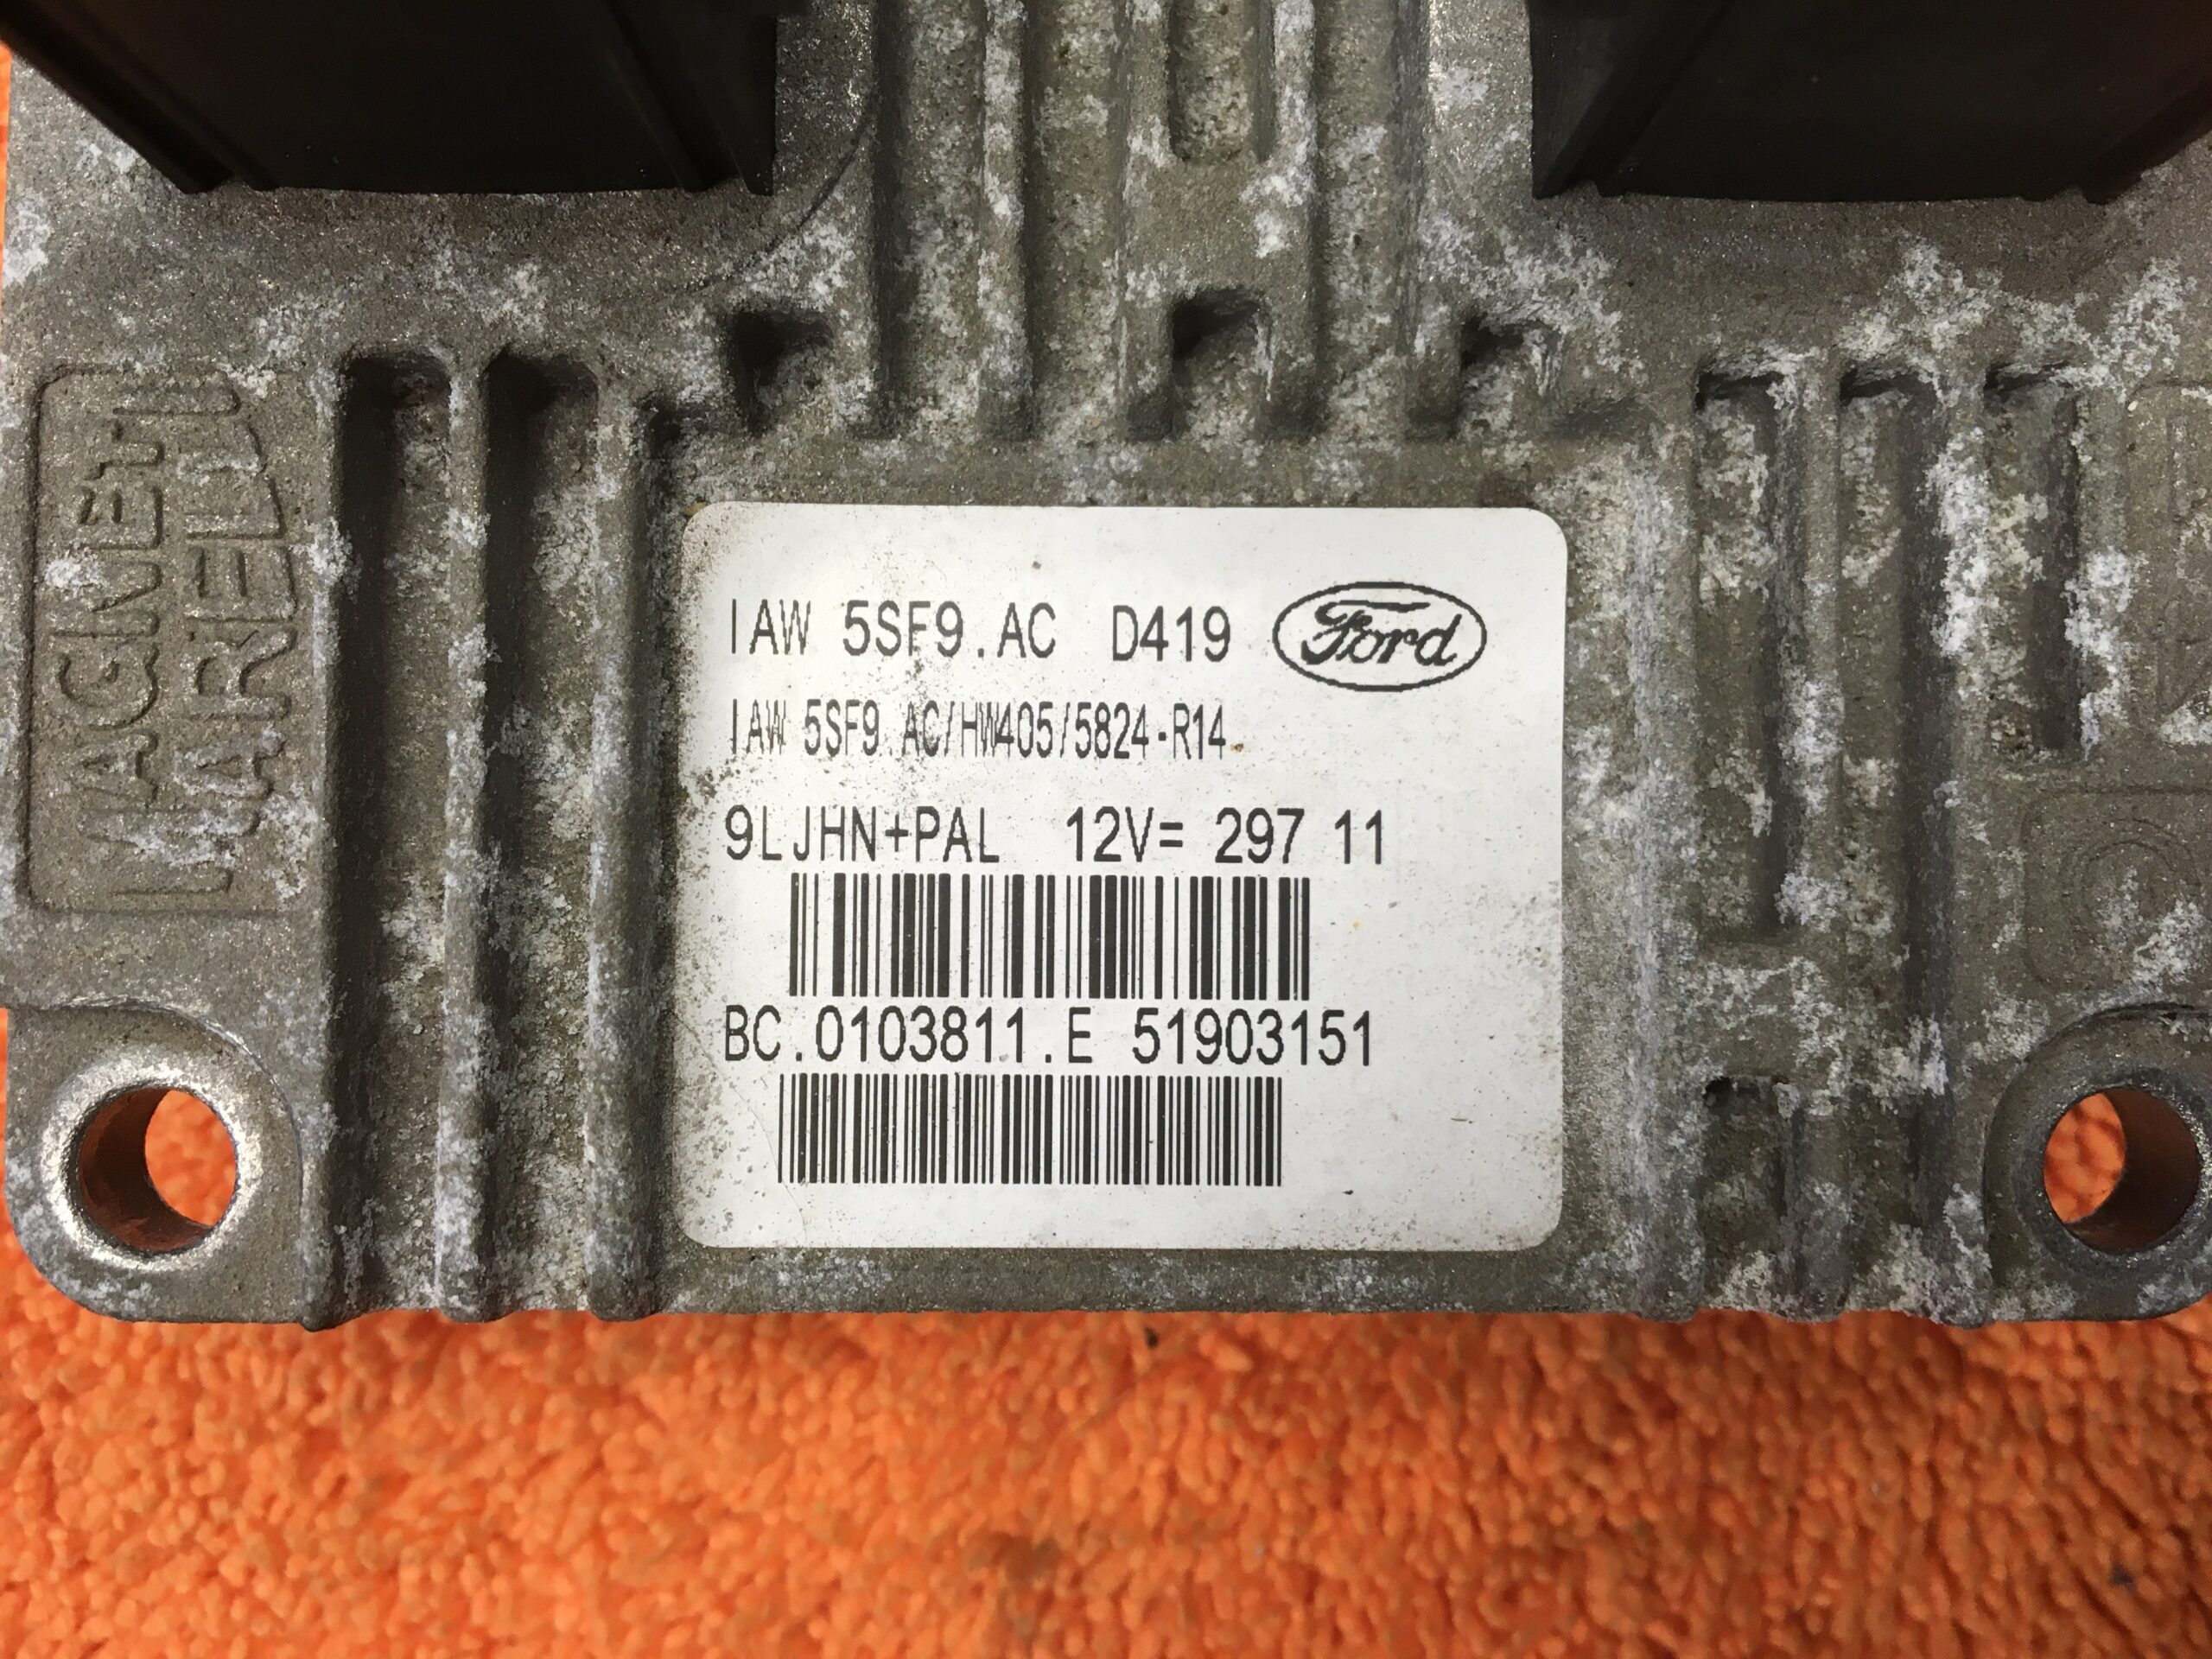 MAGNETI
MARELLI
IAW 5SF9.AC D419 Ford
IAW 5SF9.AC/HW405/5824-R14
9LJHN+PAL 12V= 297 11
BC.0103811.E 51903151